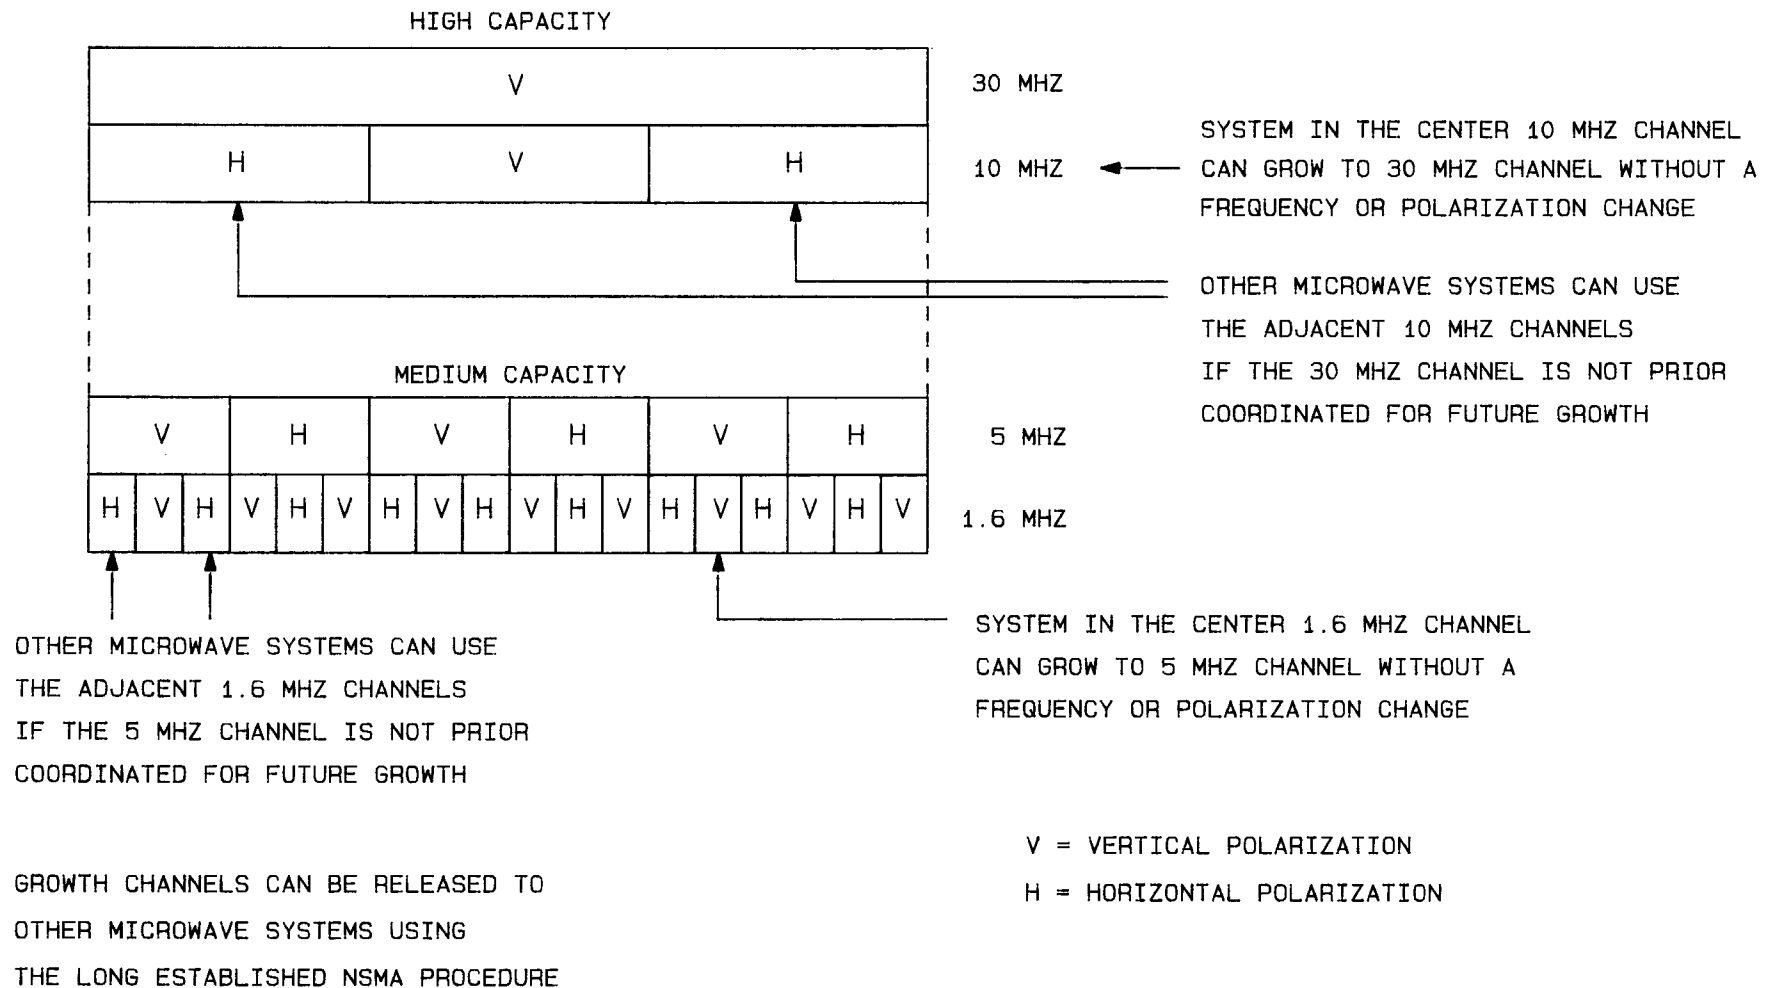 HIGH CAPACITY
V
30 MHZ
H V H
10 MHZ
SYSTEM IN THE CENTER 10 MHZ CHANNEL
CAN GROW TO 30 MHZ CHANNEL WITHOUT A
FREQUENCY OR POLARIZATION CHANGE
OTHER MICROWAVE SYSTEMS CAN USE
THE ADJACENT 10 MHZ CHANNELS
IF THE 30 MHZ CHANNEL IS NOT PRIOR
COORDINATED FOR FUTURE GROWTH
MEDIUM CAPACITY
V H V H V H
5 MHZ
H V H V H V H V H V H V H V H V H V
1.6 MHZ
OTHER MICROWAVE SYSTEMS CAN USE
THE ADJACENT 1.6 MHZ CHANNELS
IF THE 5 MHZ CHANNEL IS NOT PRIOR
COORDINATED FOR FUTURE GROWTH
SYSTEM IN THE CENTER 1.6 MHZ CHANNEL
CAN GROW TO 5 MHZ CHANNEL WITHOUT A
FREQUENCY OR POLARIZATION CHANGE
V = VERTICAL POLARIZATION
H = HORIZONTAL POLARIZATION
GROWTH CHANNELS CAN BE RELEASED TO
OTHER MICROWAVE SYSTEMS USING
THE LONG ESTABLISHED NSMA PROCEDURE